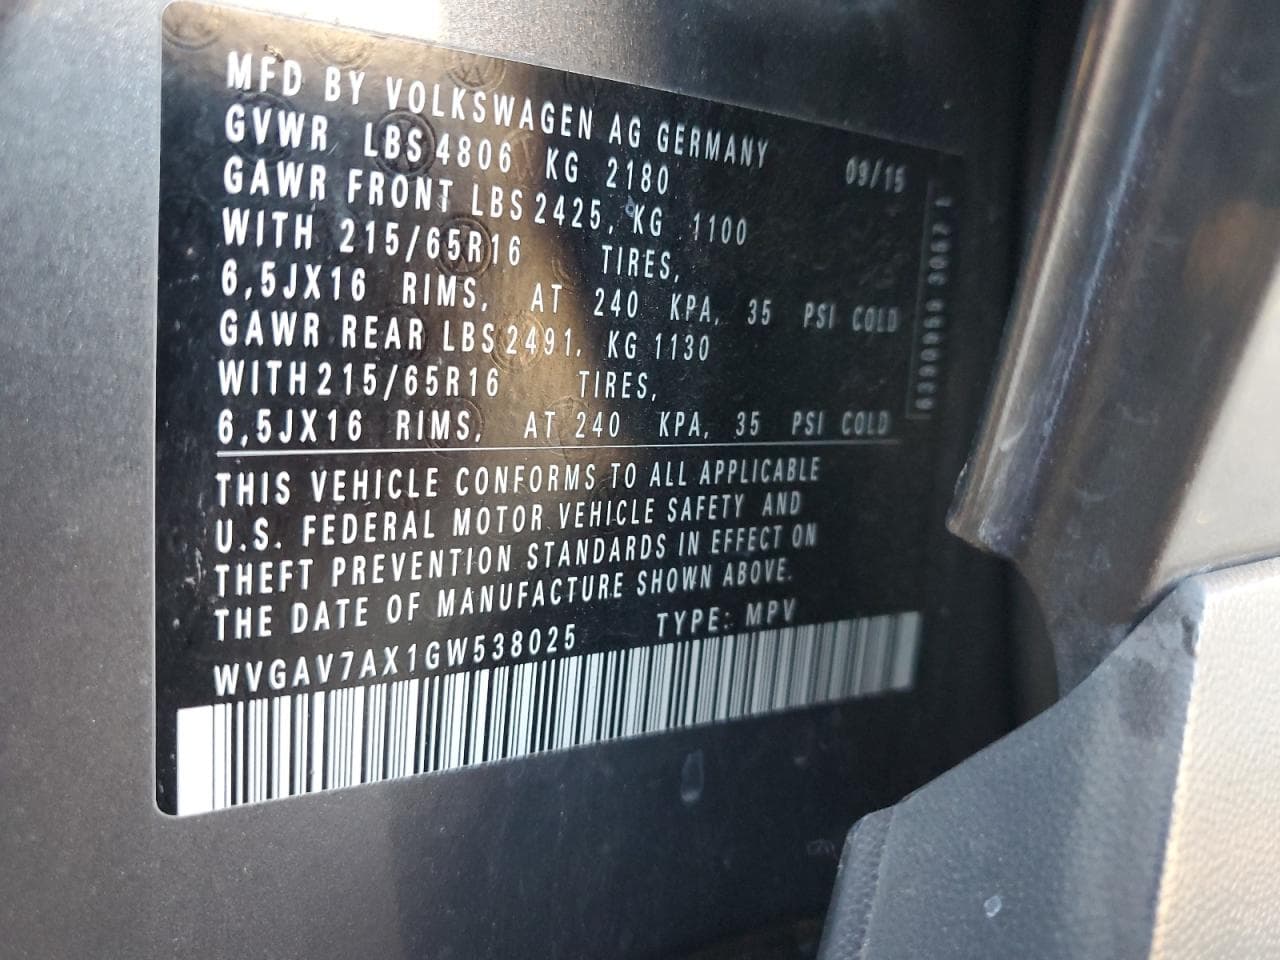 MFD BY VOLKSWAGEN AG GERMANY
GVWR LBS 4806 KG 2180 09/15
GAWR FRONT LBS 2425, KG 1100
WITH 215/65R16 TIRES,
6,5JX16 RIMS, AT 240 KPA, 35 PSI COLD
GAWR REAR LBS 2491, KG 1130
WITH 215/65R16 TIRES,
6,5JX16 RIMS, AT 240 KPA, 35 PSI COLD
THIS VEHICLE CONFORMS TO ALL APPLICABLE
U.S. FEDERAL MOTOR VEHICLE SAFETY AND
THEFT PREVENTION STANDARDS IN EFFECT ON
THE DATE OF MANUFACTURE SHOWN ABOVE.
WVGAV7AX1GW538025 TYPE: MPV